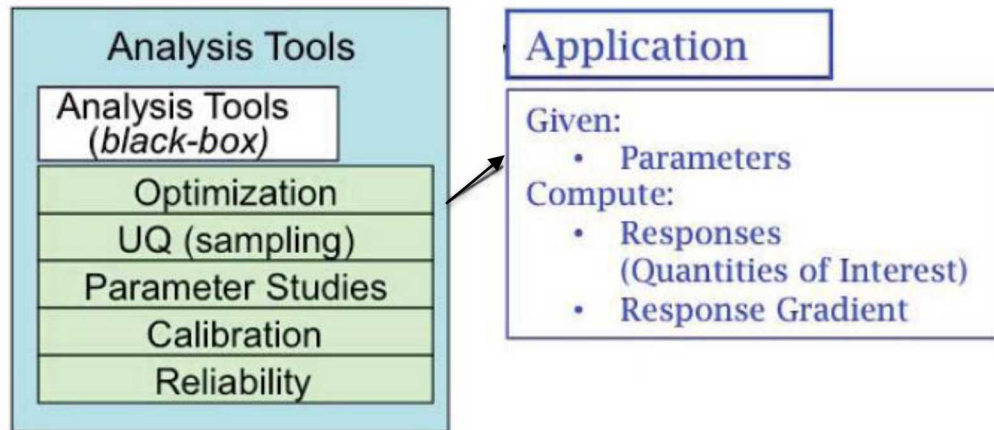 Analysis Tools
Analysis Tools
(black-box)
Optimization
UQ (sampling)
Parameter Studies
Calibration
Reliability
Application
Given:
• Parameters
Compute:
• Responses
(Quantities of Interest)
• Response Gradient